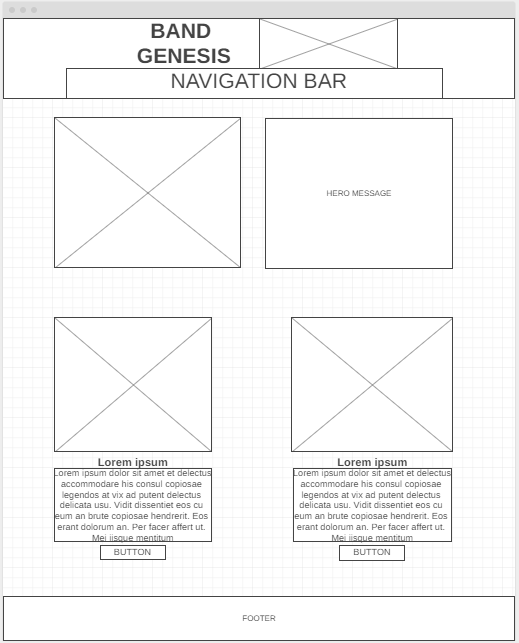 BAND
GENESIS
NAVIGATION BAR
HERO MESSAGE
Lorem ipsum
Lorem ipsum dolor sit amet et delectus
accommodare his consul copiosae
legendos at vix ad putent delectus
delicata usu. Vidit dissentiet eos cu
eum an brute copiosae hendrerit. Eos
erant dolorum an. Per facer affert ut.
Mei iisque mentitum
BUTTON
Lorem ipsum
Lorem ipsum dolor sit amet et delectus
accommodare his consul copiosae
legendos at vix ad putent delectus
delicata usu. Vidit dissentiet eos cu
eum an brute copiosae hendrerit. Eos
erant dolorum an. Per facer affert ut.
Mei iisque mentitum
BUTTON
FOOTER